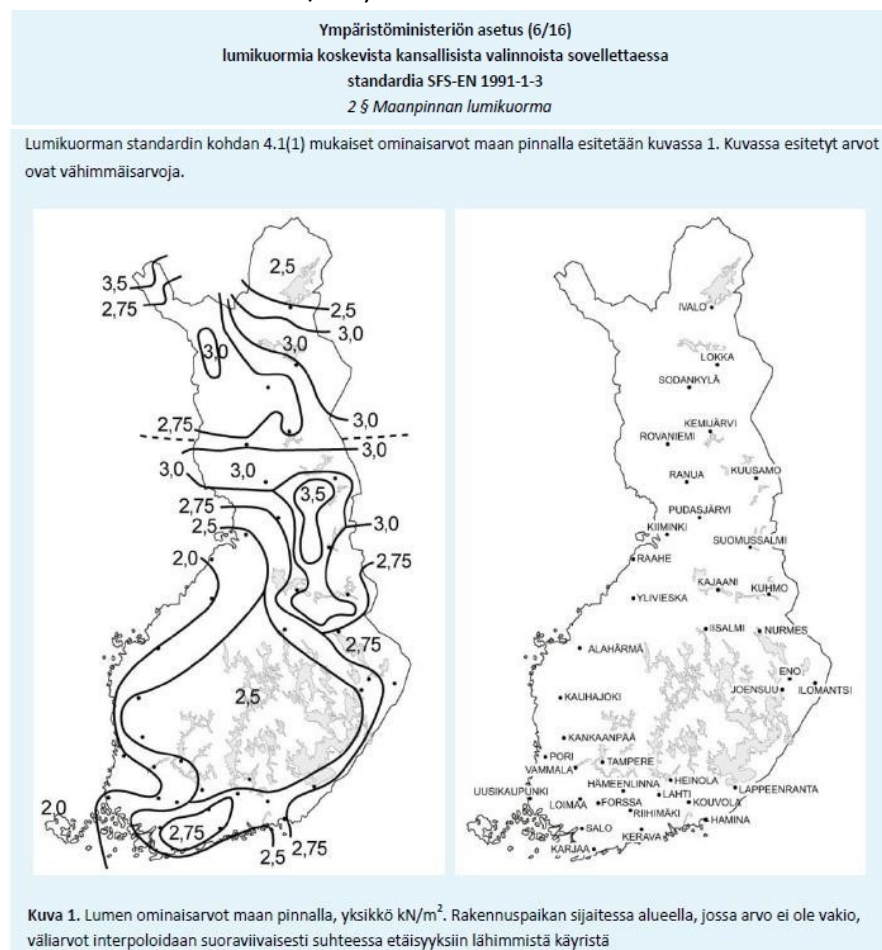 Ympäristöministeriön asetus (6/16)
lumikuormia koskevista kansallisista valinnoista sovellettaessa
standardia SFS-EN 1991-1-3
2 § Maanpinnan lumikuorma
Lumikuorman standardin kohdan 4.1(1) mukaiset ominaisarvot maan pinnalla esitetään kuvassa 1. Kuvassa esitetyt arvot
ovat vähimmäisarvoja.
2,5
3,5
2,75
2,5
3,0
3,0
3,0
2,75
3,0
3,0
3,0
3,0
3,5
2,75
2,5
3,0
2,0
2,75
2,75
2,5
2,0
2,75
2,5
2,75
IVALO
LOKKA
SODANKYLÄ
KEMIJÄRVI
ROVANIEMI
RANUA
KUUSAMO
PUDASJÄRVI
KIIMINKI
SUOMUSSALMI
RAAHE
KAJAANI
KUHMO
YLIVIESKA
IISALMI
NURMES
ALAHÄRMÄ
ENO
JOENSUU
ILOMANTSI
KAUHAJOKI
KANKAANPÄÄ
PORI
TAMPERE
VAMMALA
HÄMEENLINNA
HEINOLA
UUSIKAUPUNKI
LAHTI
LAPPEENRANTA
LOIMAA
FORSSA
KOUVOLA
RIIHIMÄKI
HAMINA
SALO
KERAVA
KARJAA
Kuva 1. Lumen ominaisarvot maan pinnalla, yksikkö kN/m². Rakennuspaikan sijaitessa alueella, jossa arvo ei ole vakio,
väliarvot interpoloidaan suoraviivaisesti suhteessa etäisyyksiin lähimmistä käyristä